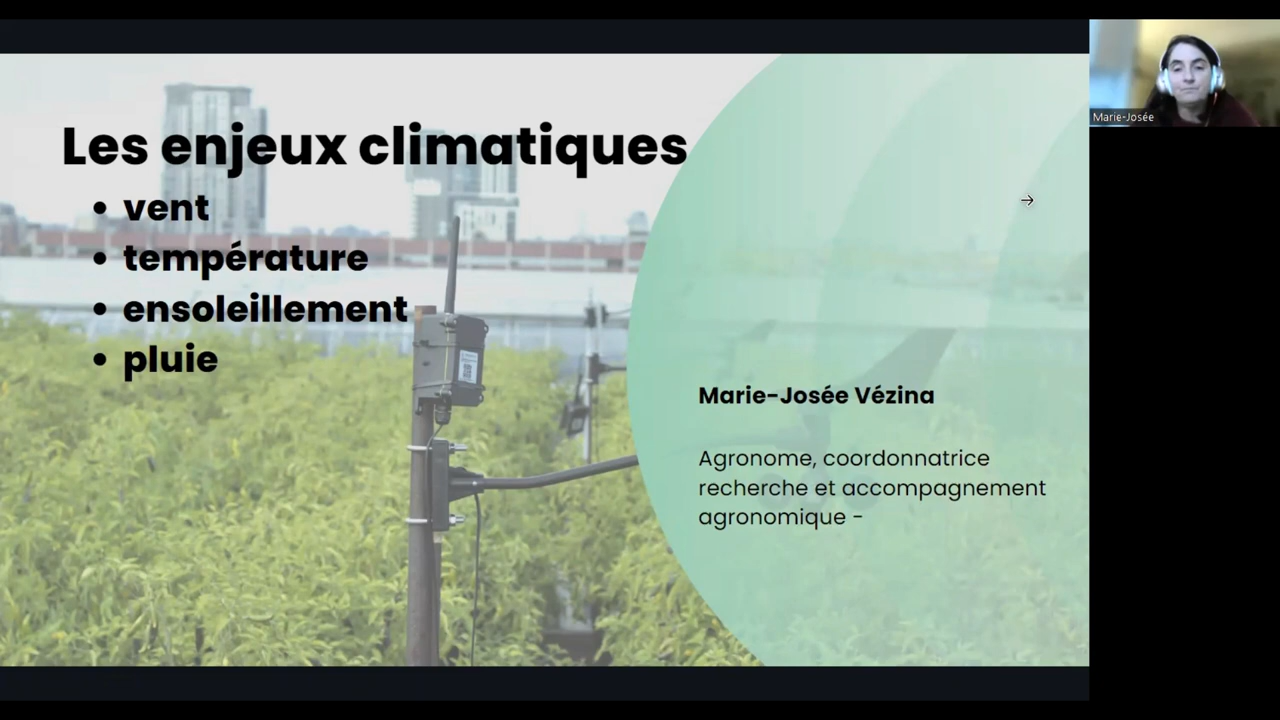 Les enjeux climatiques
• vent
• température
• ensoleillement
• pluie
Marie-Josée Vézina
Agronome, coordonnatrice
recherche et accompagnement
agronomique -
Marie-Josée